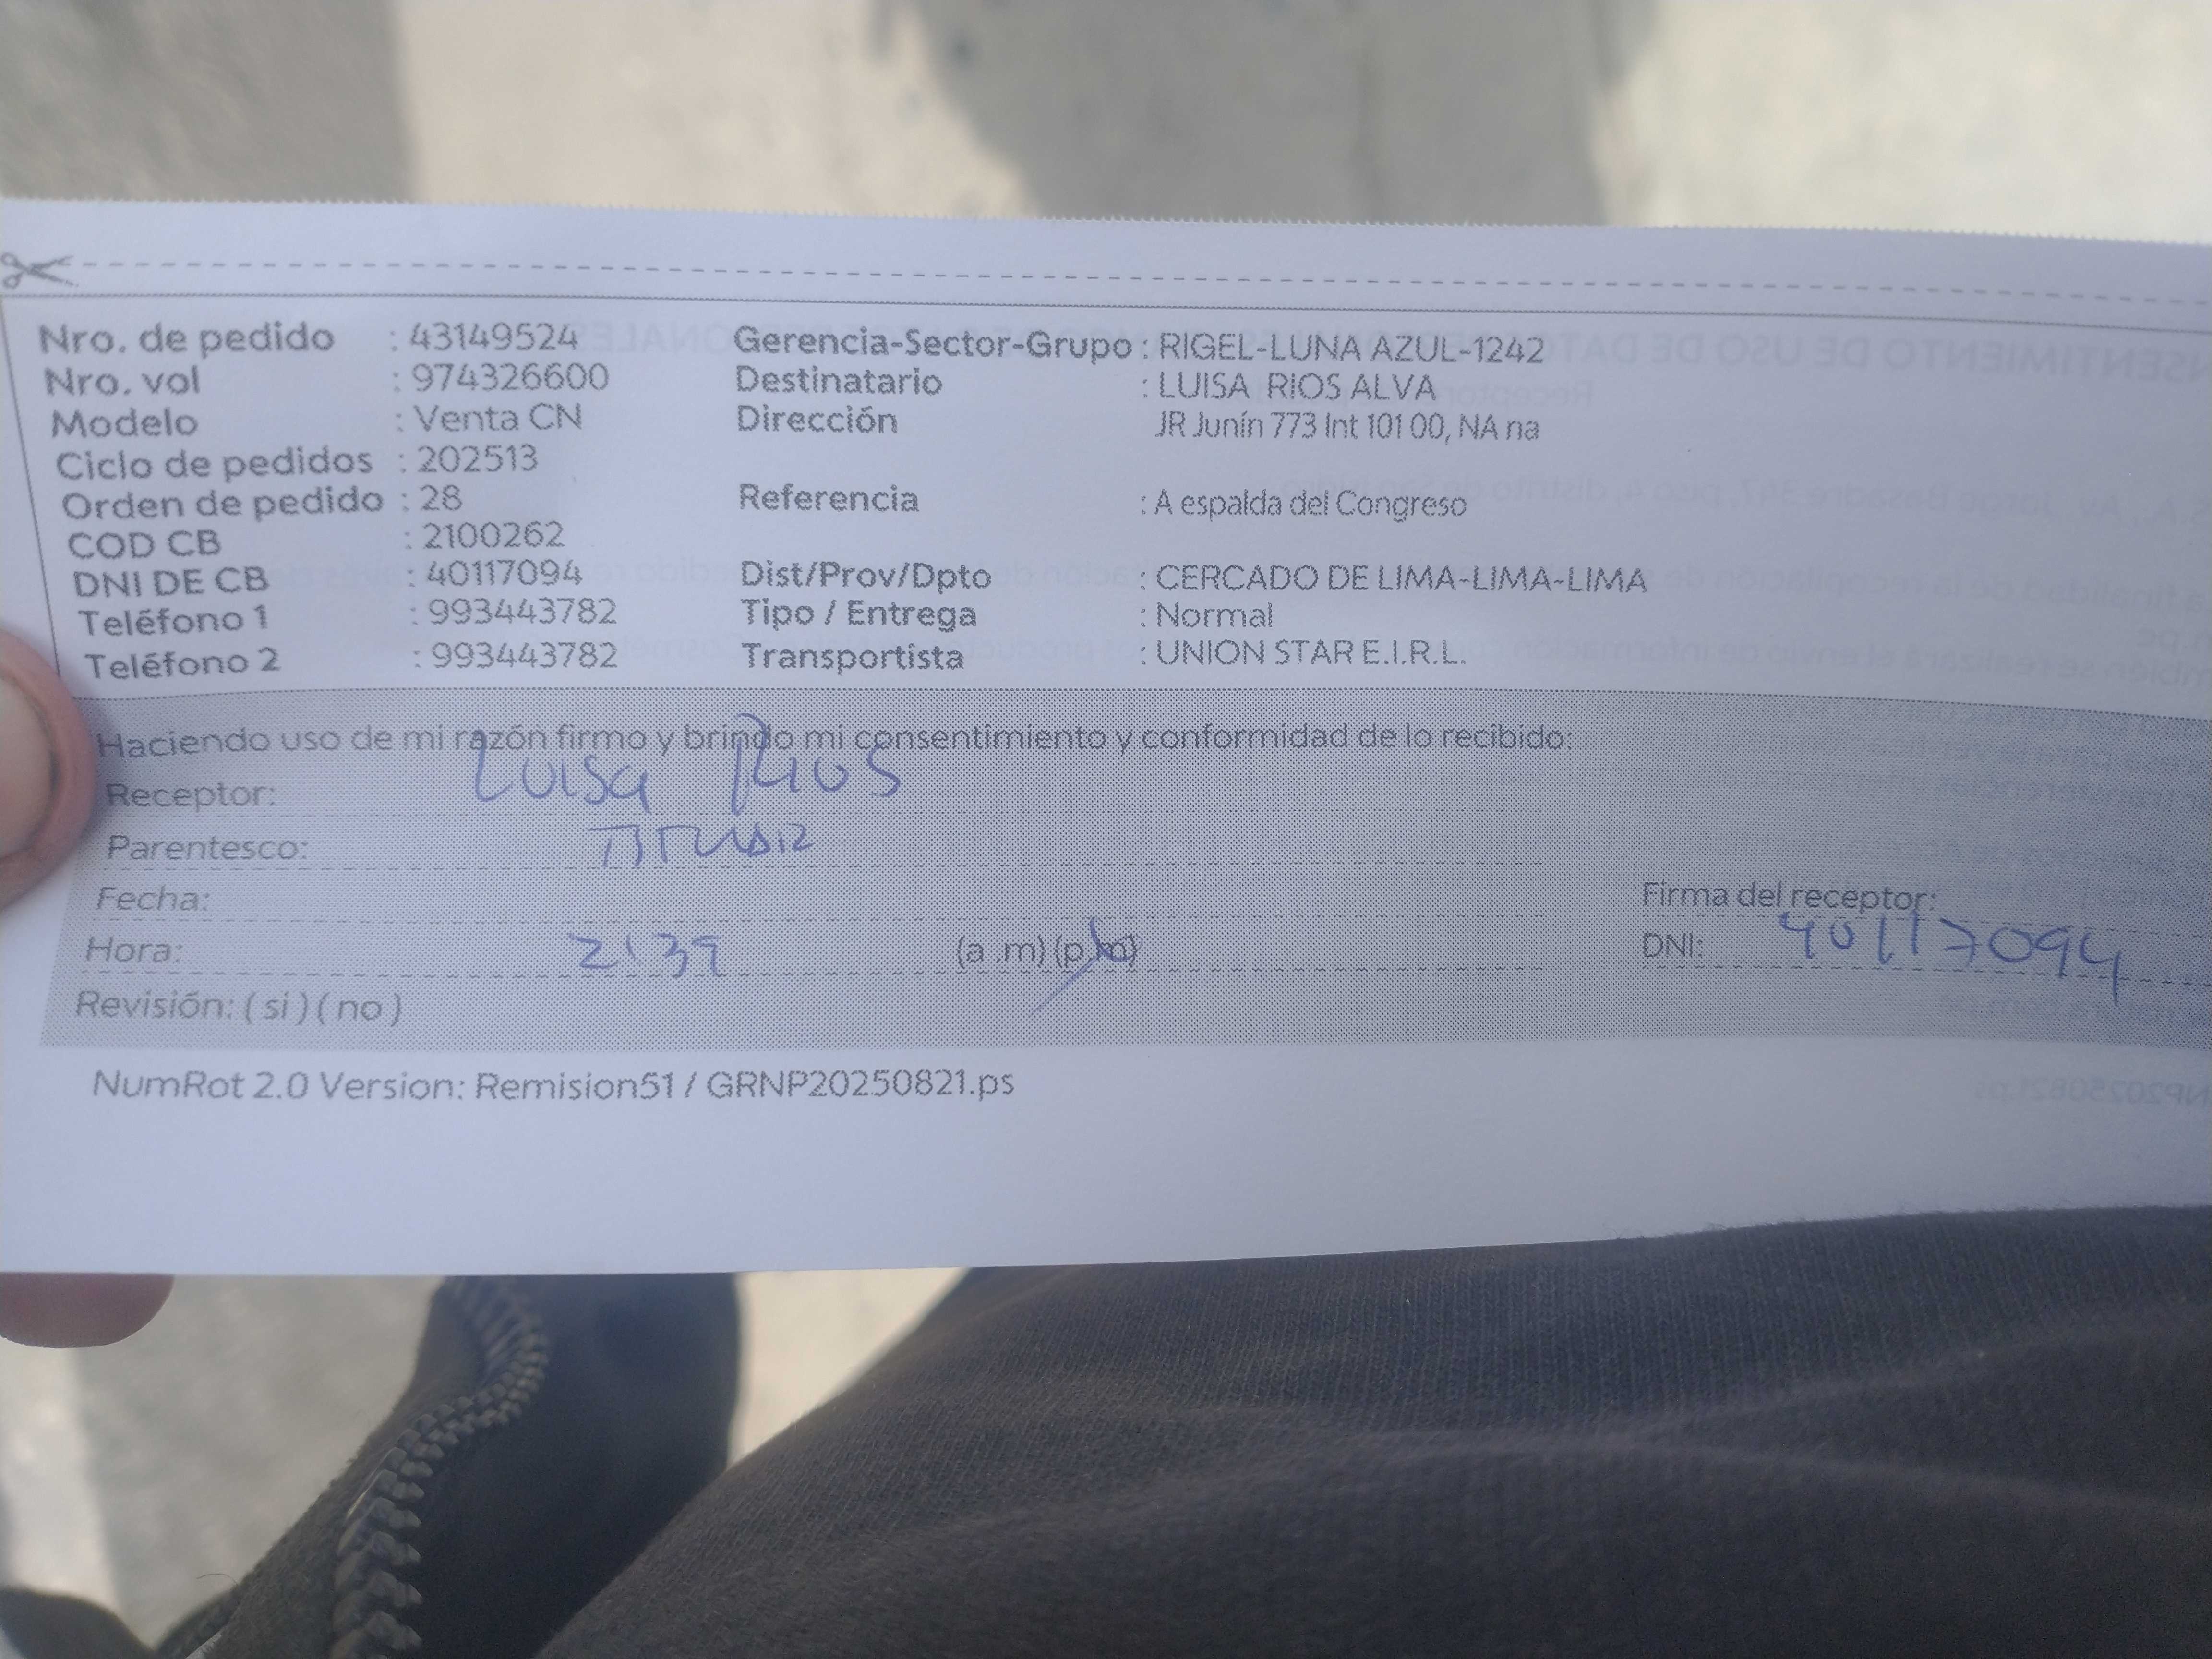 Nro. de pedido : 43149524 Gerencia-Sector-Grupo : RIGEL-LUNA AZUL-1242
Nro. vol : 974326600 Destinatario : LUISA RIOS ALVA
Modelo : Venta CN Dirección JR Junín 773 Int 101 00, NA na
Ciclo de pedidos : 202513
Orden de pedido : 28 Referencia : A espalda del Congreso
COD CB : 2100262
DNI DE CB : 40117094 Dist/Prov/Dpto : CERCADO DE LIMA-LIMA-LIMA
Teléfono 1 : 993443782 Tipo / Entrega : Normal
Teléfono 2 : 993443782 Transportista : UNION STAR E.I.R.L.
Haciendo uso de mi razón firmo y brindo mi consentimiento y conformidad de lo recibido:
Receptor: Luisa Rios
Parentesco:
Fecha: Firma del receptor:
Hora: 2:39 (a .m) (p.m) DNI: 40117094
Revisión: ( si ) ( no )
NumRot 2.0 Version: Remision51 / GRNP20250821.ps